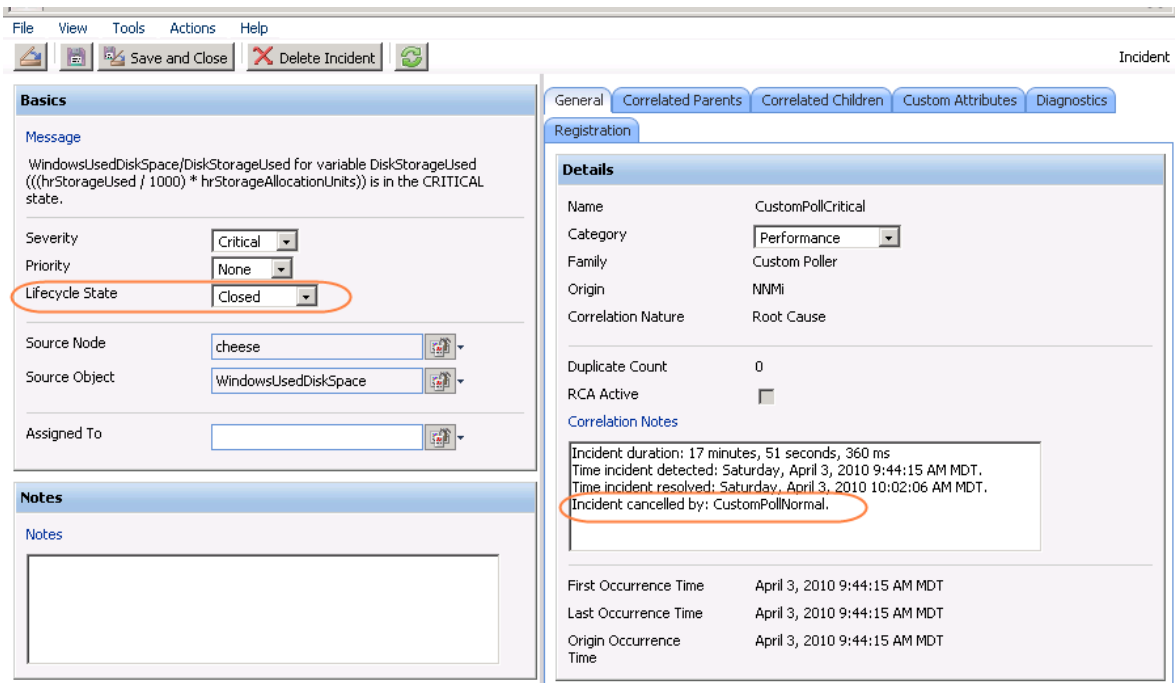 File View Tools Actions Help
Save and Close Delete Incident Incident
Basics
Message
WindowsUsedDiskSpace/DiskStorageUsed for variable DiskStorageUsed
(((hrStorageUsed / 1000) * hrStorageAllocationUnits)) is in the CRITICAL
state.
Severity Critical
Priority None
Lifecycle State Closed
Source Node cheese
Source Object WindowsUsedDiskSpace
Assigned To
Notes
Notes
General Correlated Parents Correlated Children Custom Attributes Diagnostics
Registration
Details
Name CustomPollCritical
Category Performance
Family Custom Poller
Origin NNMi
Correlation Nature Root Cause
Duplicate Count 0
RCA Active
Correlation Notes
Incident duration: 17 minutes, 51 seconds, 360 ms
Time incident detected: Saturday, April 3, 2010 9:44:15 AM MDT.
Time incident resolved: Saturday, April 3, 2010 10:02:06 AM MDT.
Incident cancelled by: CustomPollNormal.
First Occurrence Time April 3, 2010 9:44:15 AM MDT
Last Occurrence Time April 3, 2010 9:44:15 AM MDT
Origin Occurrence April 3, 2010 9:44:15 AM MDT
Time